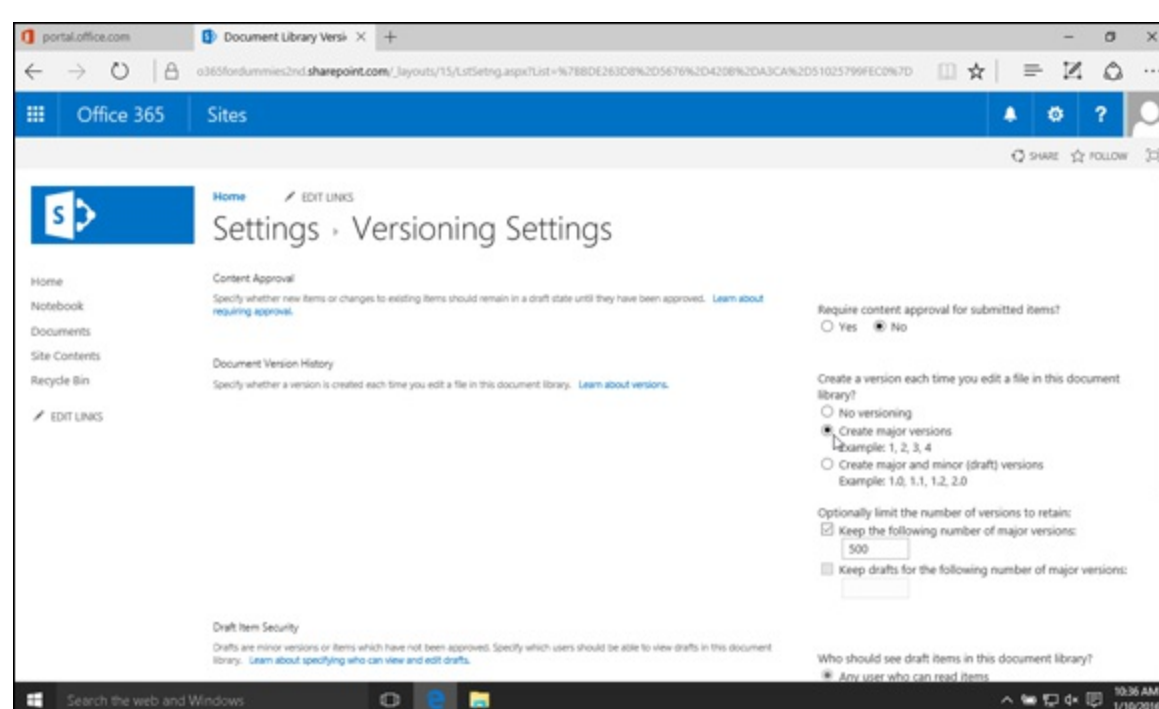 portal.office.com
Document Library Versi
o365fordummies2nd.sharepoint.com/_layouts/15/LstSetng.aspx?List=%7BBDE263D8%2D5676%2D420B%2DA3CA%2D51025799FEC0%7D
Office 365
Sites
?
SHARE
FOLLOW
Home
EDIT LINKS
S
Settings › Versioning Settings
Home
Notebook
Documents
Site Contents
Recycle Bin
EDIT LINKS
Content Approval
Specify whether new items or changes to existing items should remain in a draft state until they have been approved. Learn about
requiring approval.
Require content approval for submitted items?
Yes No
Document Version History
Specify whether a version is created each time you edit a file in this document library. Learn about versions.
Create a version each time you edit a file in this document
library?
No versioning
Create major versions
Example: 1, 2, 3, 4
Create major and minor (draft) versions
Example: 1.0, 1.1, 1.2, 2.0
Optionally limit the number of versions to retain:
Keep the following number of major versions:
500
Keep drafts for the following number of major versions:
Draft Item Security
Drafts are minor versions or items which have not been approved. Specify which users should be able to view drafts in this document
library. Learn about specifying who can view and edit drafts.
Who should see draft items in this document library?
Any user who can read items
Search the web and Windows
10:36 AM
1/10/2016